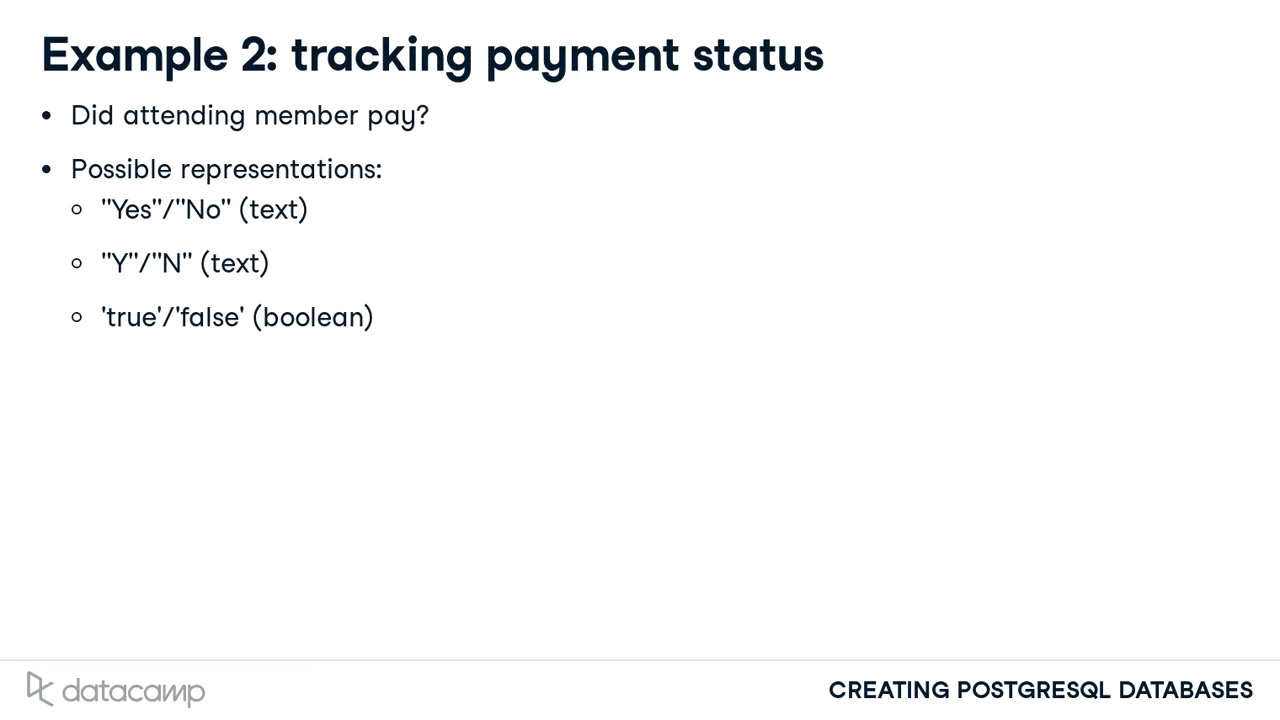 Example 2: tracking payment status
• Did attending member pay?
• Possible representations:
◦ "Yes"/"No" (text)
◦ "Y"/"N" (text)
◦ 'true'/'false' (boolean)
datacamp
CREATING POSTGRESQL DATABASES